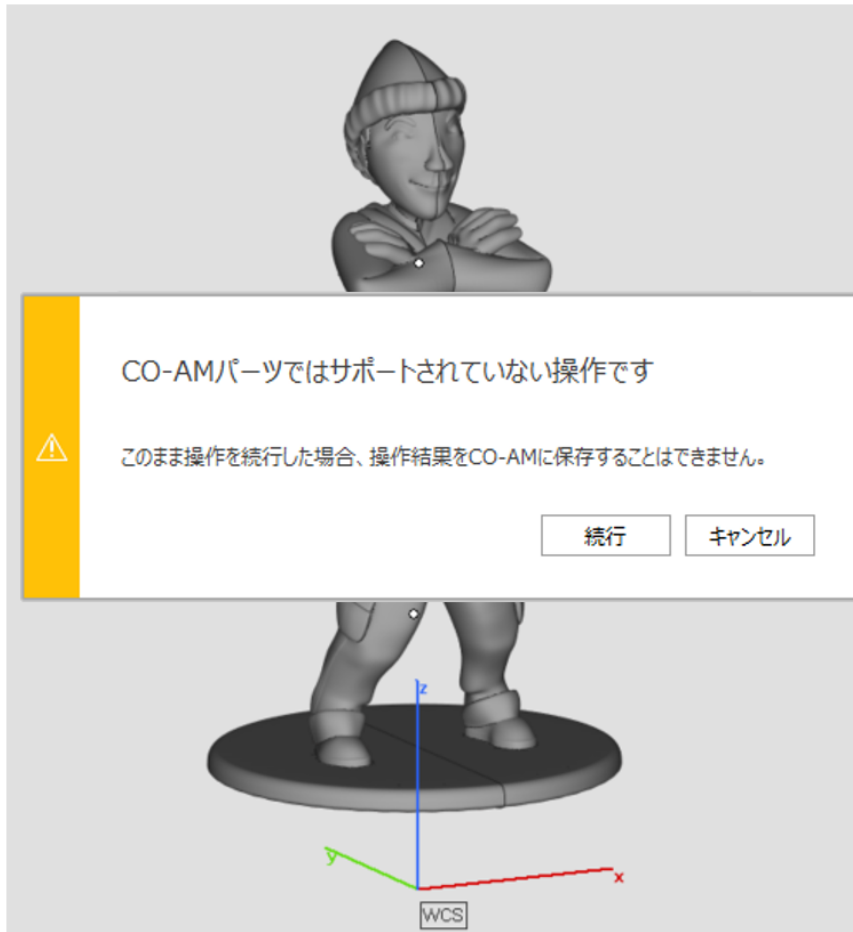 CO-AMパーツではサポートされていない操作です
このまま操作を続行した場合、操作結果をCO-AMに保存することはできません。
続行
キャンセル
z
y
x
WCS